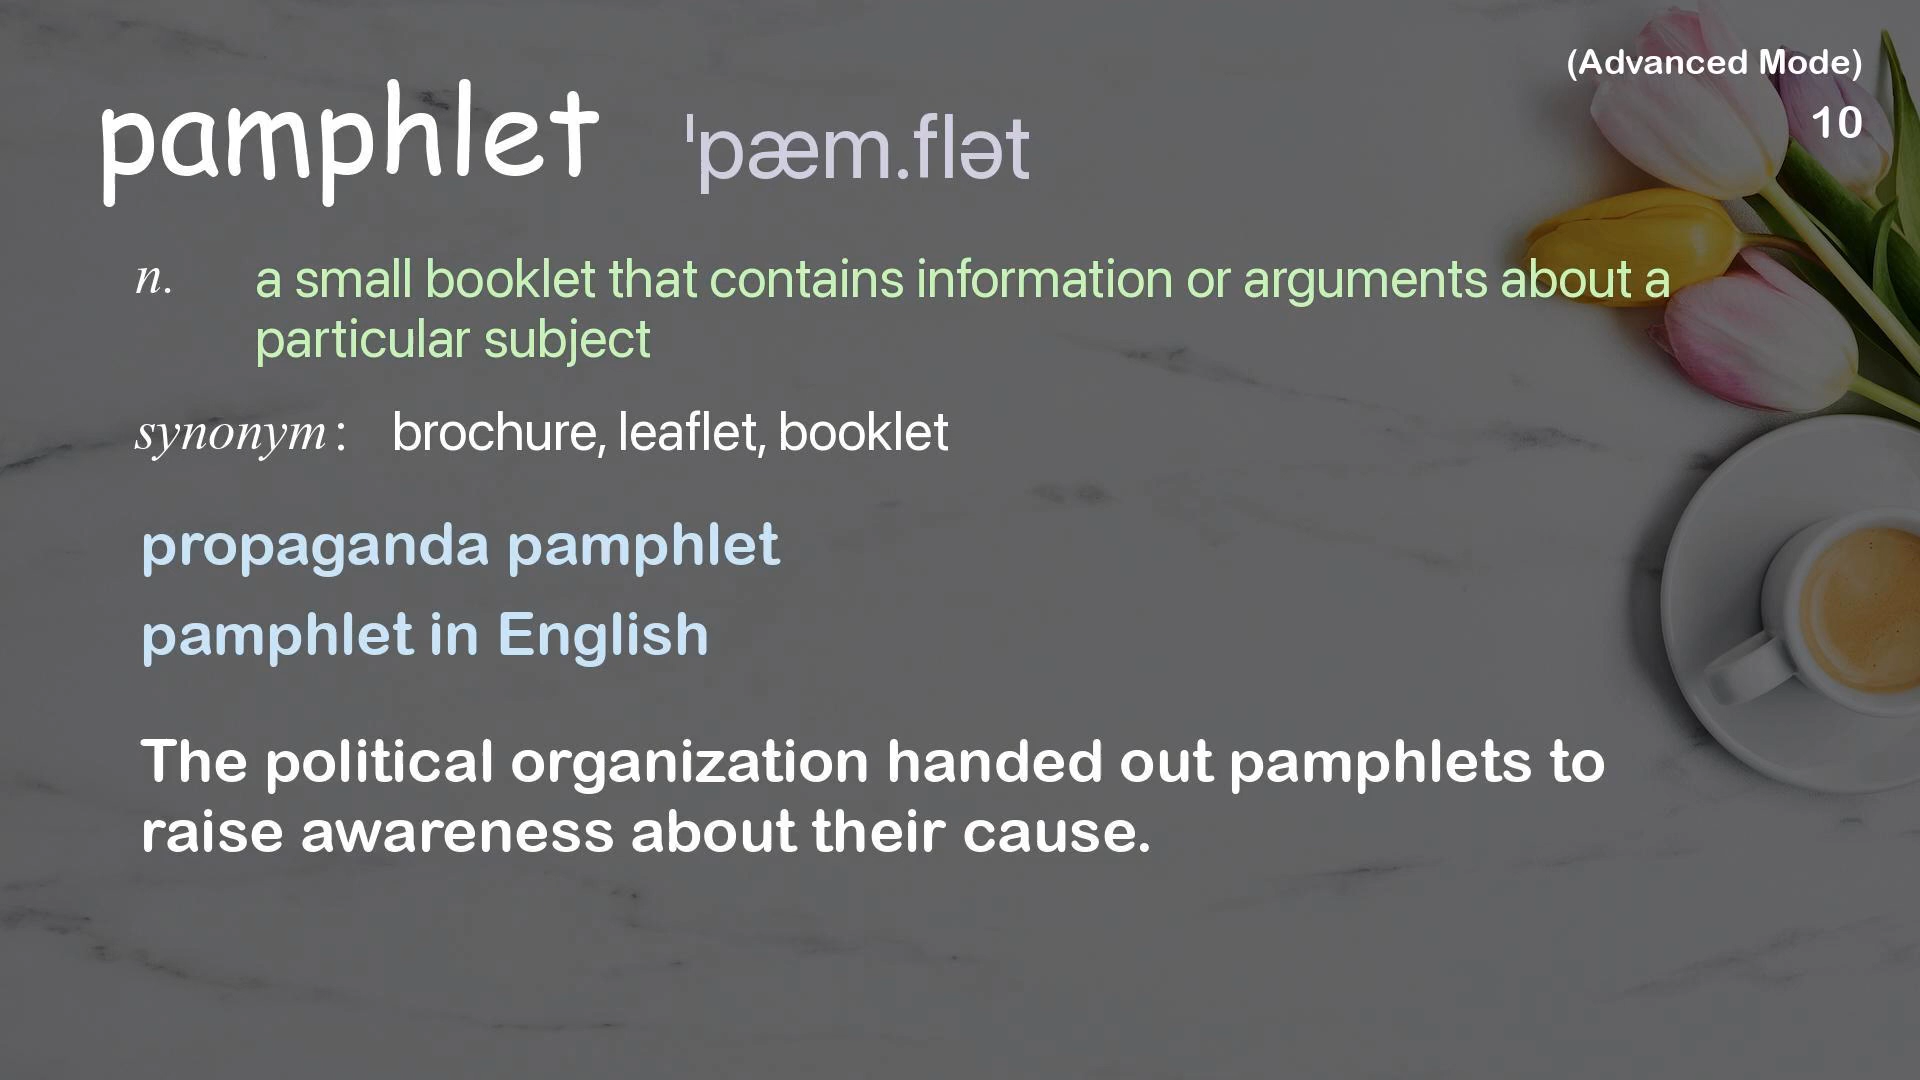 (Advanced Mode)
10
pamphlet ˈpæm.flət
n. a small booklet that contains information or arguments about a
particular subject
synonym: brochure, leaflet, booklet
propaganda pamphlet
pamphlet in English
The political organization handed out pamphlets to
raise awareness about their cause.